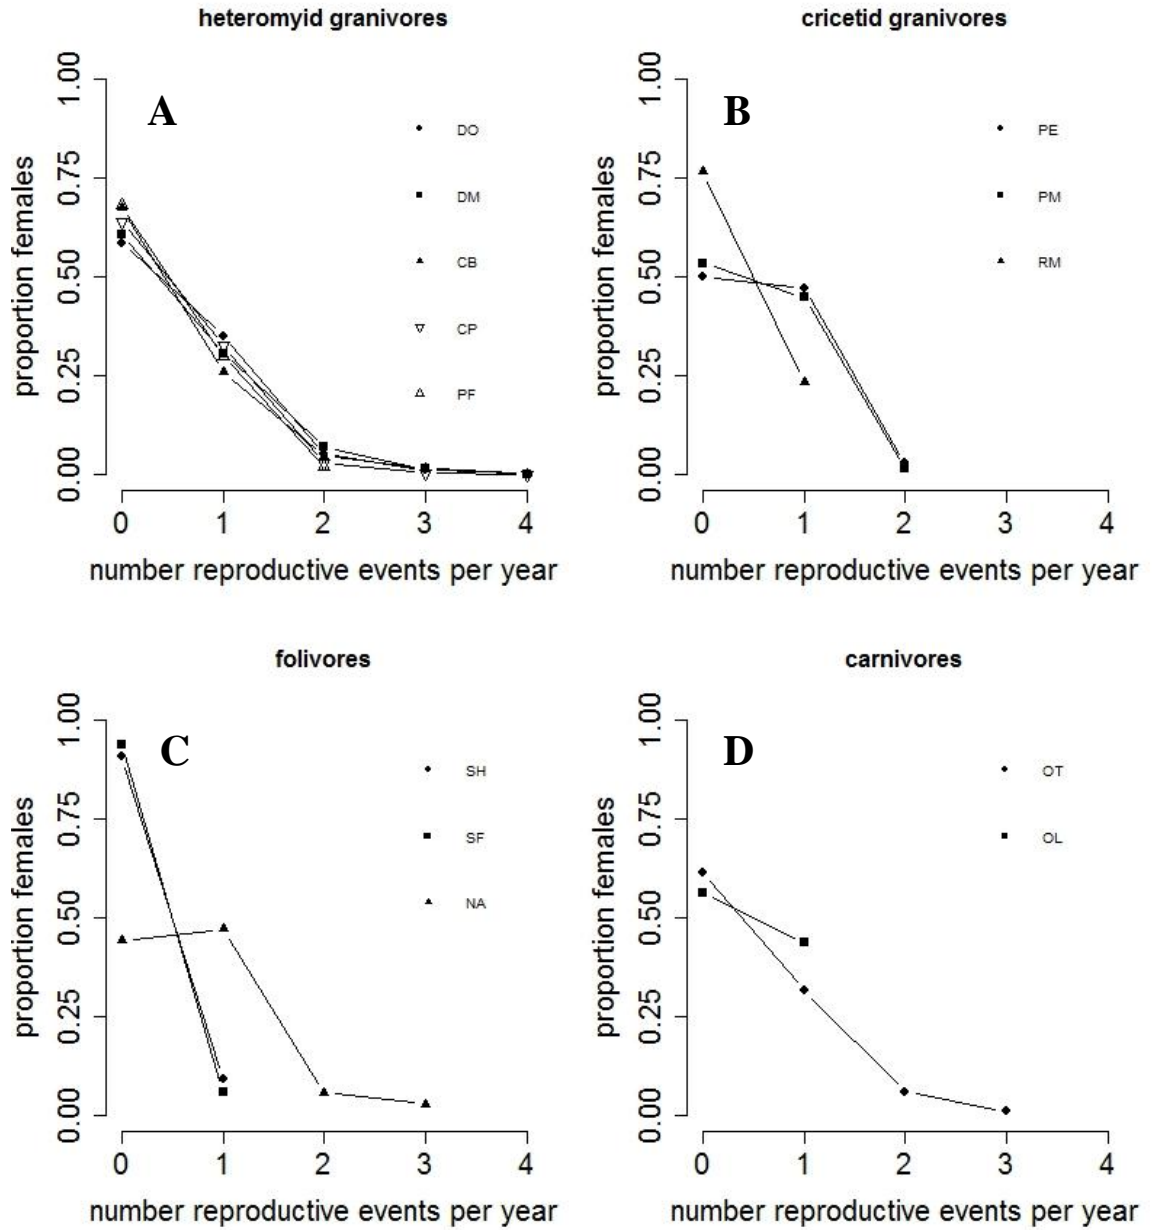 heteromyid granivores
A
proportion females
0.00 0.25 0.50 0.75 1.00
DO
DM
CB
CP
PF
0 1 2 3 4
number reproductive events per year
cricetid granivores
B
proportion females
0.00 0.25 0.50 0.75 1.00
PE
PM
RM
0 1 2 3 4
number reproductive events per year
folivores
C
proportion females
0.00 0.25 0.50 0.75 1.00
SH
SF
NA
0 1 2 3 4
number reproductive events per year
carnivores
D
proportion females
0.00 0.25 0.50 0.75 1.00
OT
OL
0 1 2 3 4
number reproductive events per year